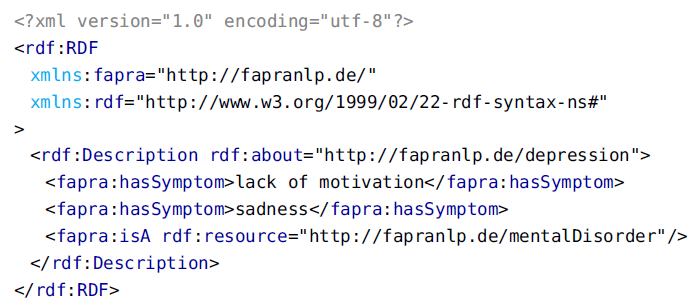 <?xml version="1.0" encoding="utf-8"?>
<rdf:RDF
xmlns:fapra="http://fapranlp.de/"
xmlns:rdf="http://www.w3.org/1999/02/22-rdf-syntax-ns#"
>
<rdf:Description rdf:about="http://fapranlp.de/depression">
<fapra:hasSymptom>lack of motivation</fapra:hasSymptom>
<fapra:hasSymptom>sadness</fapra:hasSymptom>
<fapra:isA rdf:resource="http://fapranlp.de/mentalDisorder"/>
</rdf:Description>
</rdf:RDF>